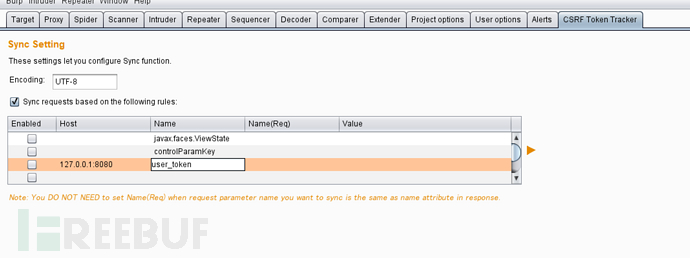 Burp Intruder Repeater Window Help
Target Proxy Spider Scanner Intruder Repeater Sequencer Decoder Comparer Extender Project options User options Alerts CSRF Token Tracker
Sync Setting
These settings let you configure Sync function.
Encoding: UTF-8
Sync requests based on the following rules:
Enabled Host Name Name(Req) Value
javax.faces.ViewState
controlParamKey
127.0.0.1:8080 user_token
Note: You DO NOT NEED to set Name(Req) when request parameter name you want to sync is the same as name attribute in response.
FREEBUF